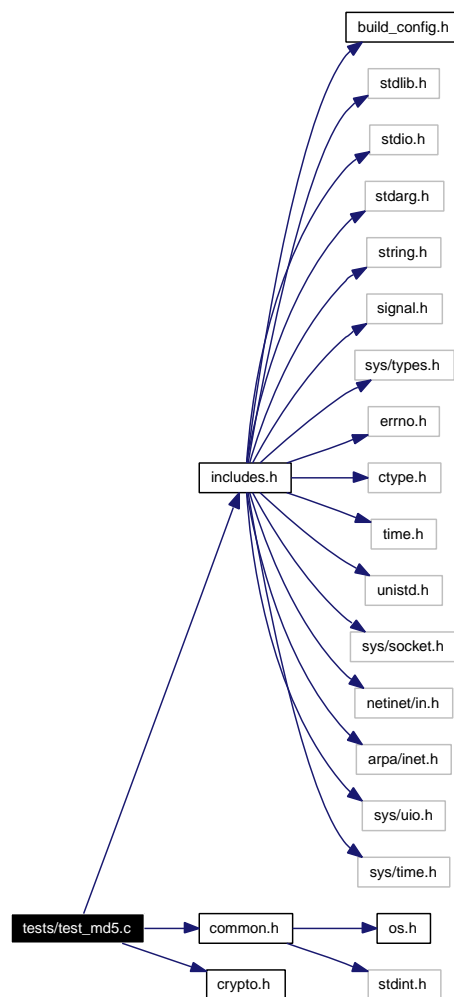 build_config.h
stdlib.h
stdio.h
stdarg.h
string.h
signal.h
sys/types.h
errno.h
includes.h
ctype.h
time.h
unistd.h
sys/socket.h
netinet/in.h
arpa/inet.h
sys/uio.h
sys/time.h
tests/test_md5.c
common.h
os.h
crypto.h
stdint.h